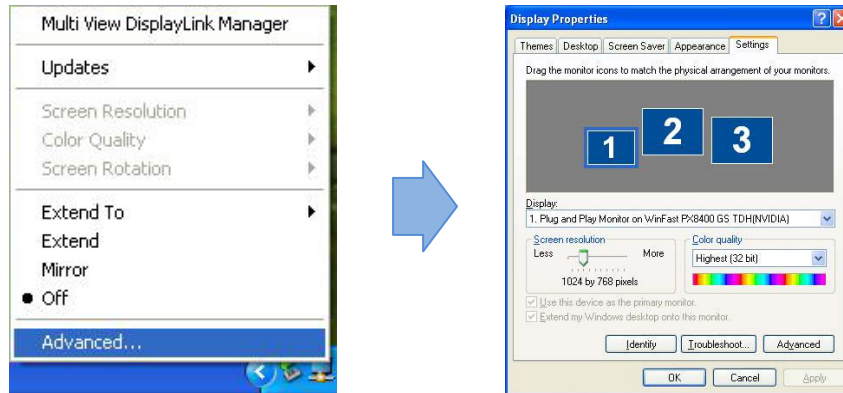 Multi View DisplayLink Manager
Updates
Screen Resolution
Color Quality
Screen Rotation
Extend To
Extend
Mirror
Off
Advanced...
Display Properties
Themes Desktop Screen Saver Appearance Settings
Drag the monitor icons to match the physical arrangement of your monitors.
1 2 3
Display:
1. Plug and Play Monitor on WinFast PX8400 GS TDH(NVIDIA)
Screen resolution
Less More
1024 by 768 pixels
Color quality
Highest (32 bit)
Use this device as the primary monitor.
Extend my Windows desktop onto this monitor.
Identify Troubleshoot... Advanced
OK Cancel Apply